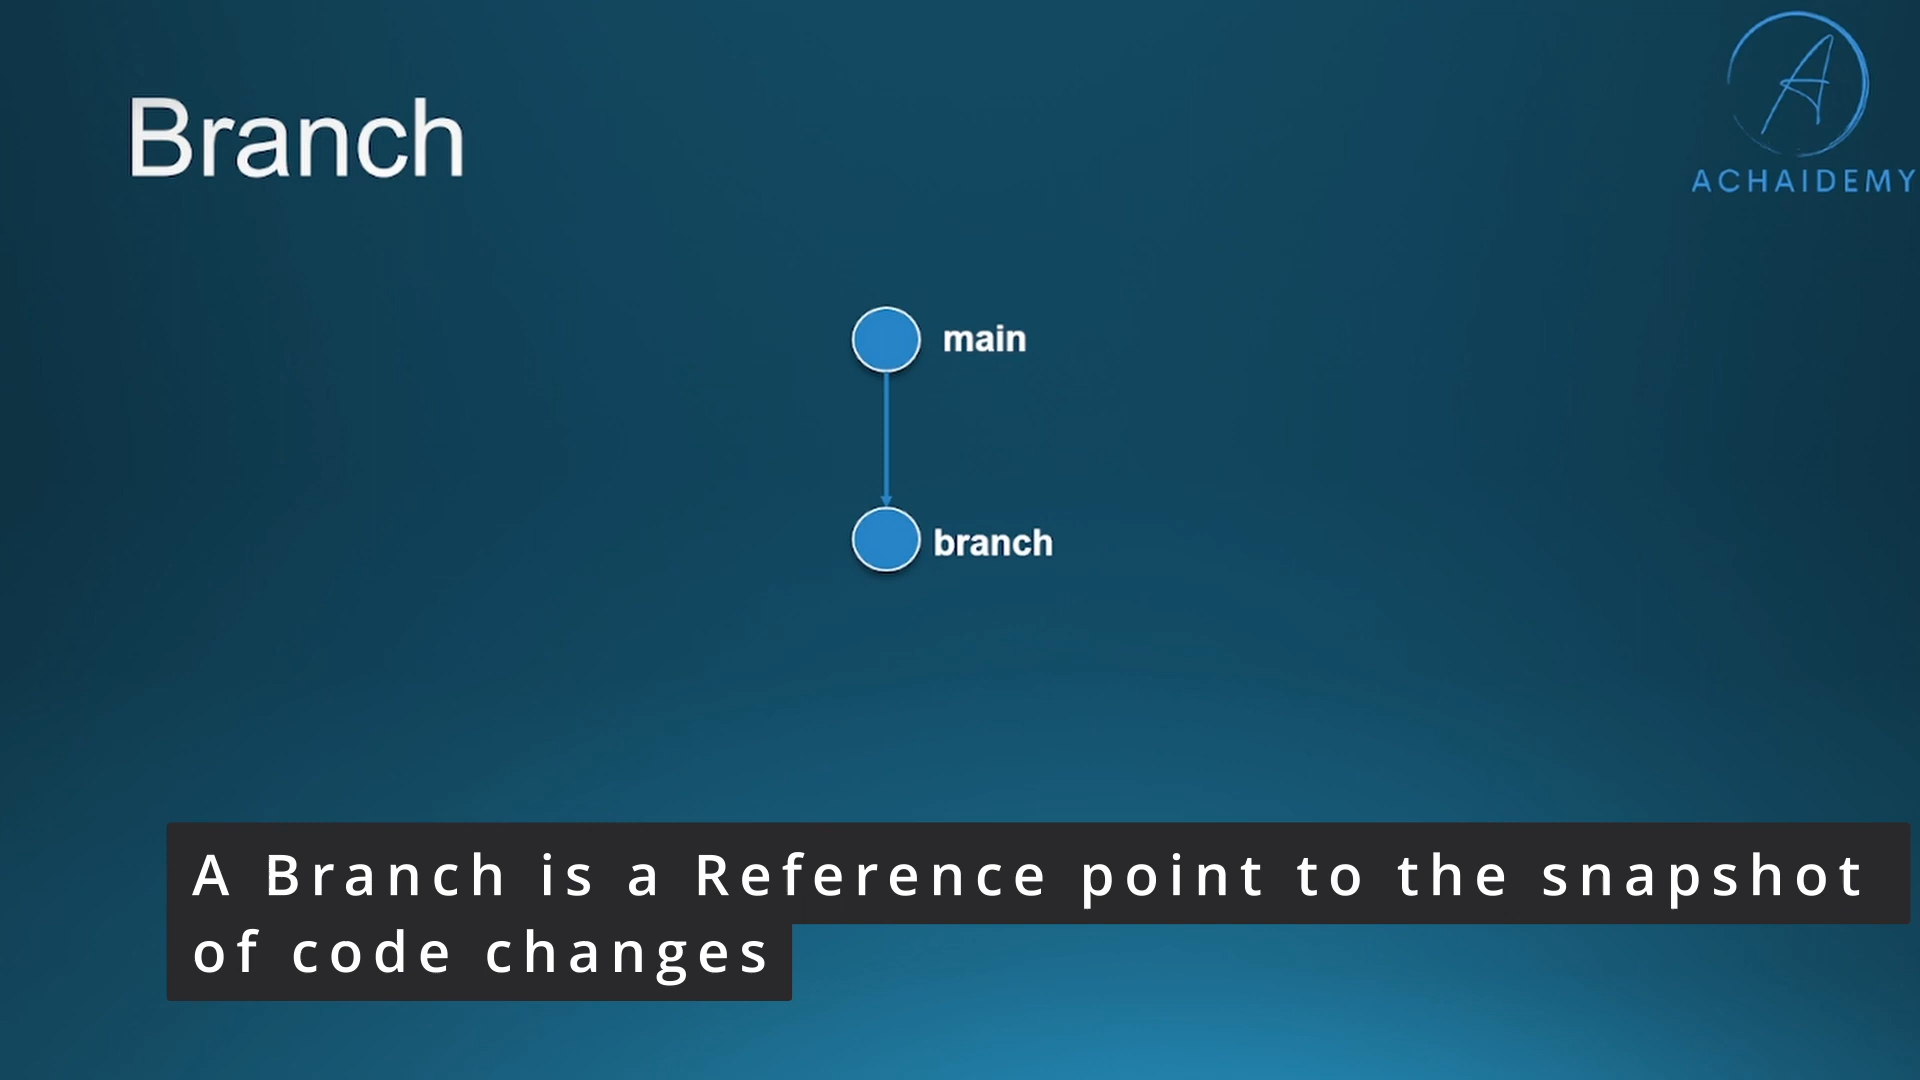 Branch
A
ACHAIDEMY
main
branch
A Branch is a Reference point to the snapshot
of code changes